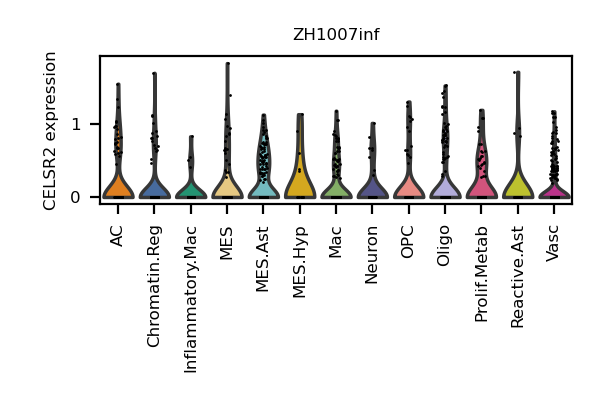 ZH1007inf
CELSR2 expression
1
0
AC
Chromatin.Reg
Inflammatory.Mac
MES
MES.Ast
MES.Hyp
Mac
Neuron
OPC
Oligo
Prolif.Metab
Reactive.Ast
Vasc